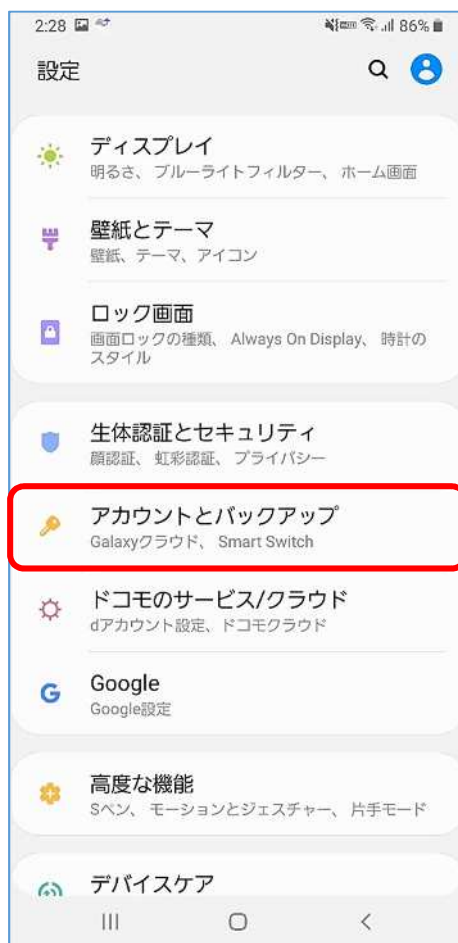 2:28 86%
設定
ディスプレイ
明るさ、 ブルーライトフィルター、 ホーム画面
壁紙とテーマ
壁紙、テーマ、アイコン
ロック画面
画面ロックの種類、 Always On Display、 時計の
スタイル
生体認証とセキュリティ
顔認証、 虹彩認証、 プライバシー
アカウントとバックアップ
Galaxyクラウド、 Smart Switch
ドコモのサービス/クラウド
dアカウント設定、ドコモクラウド
Google
Google設定
高度な機能
Sペン、 モーションとジェスチャー、 片手モード
デバイスケア